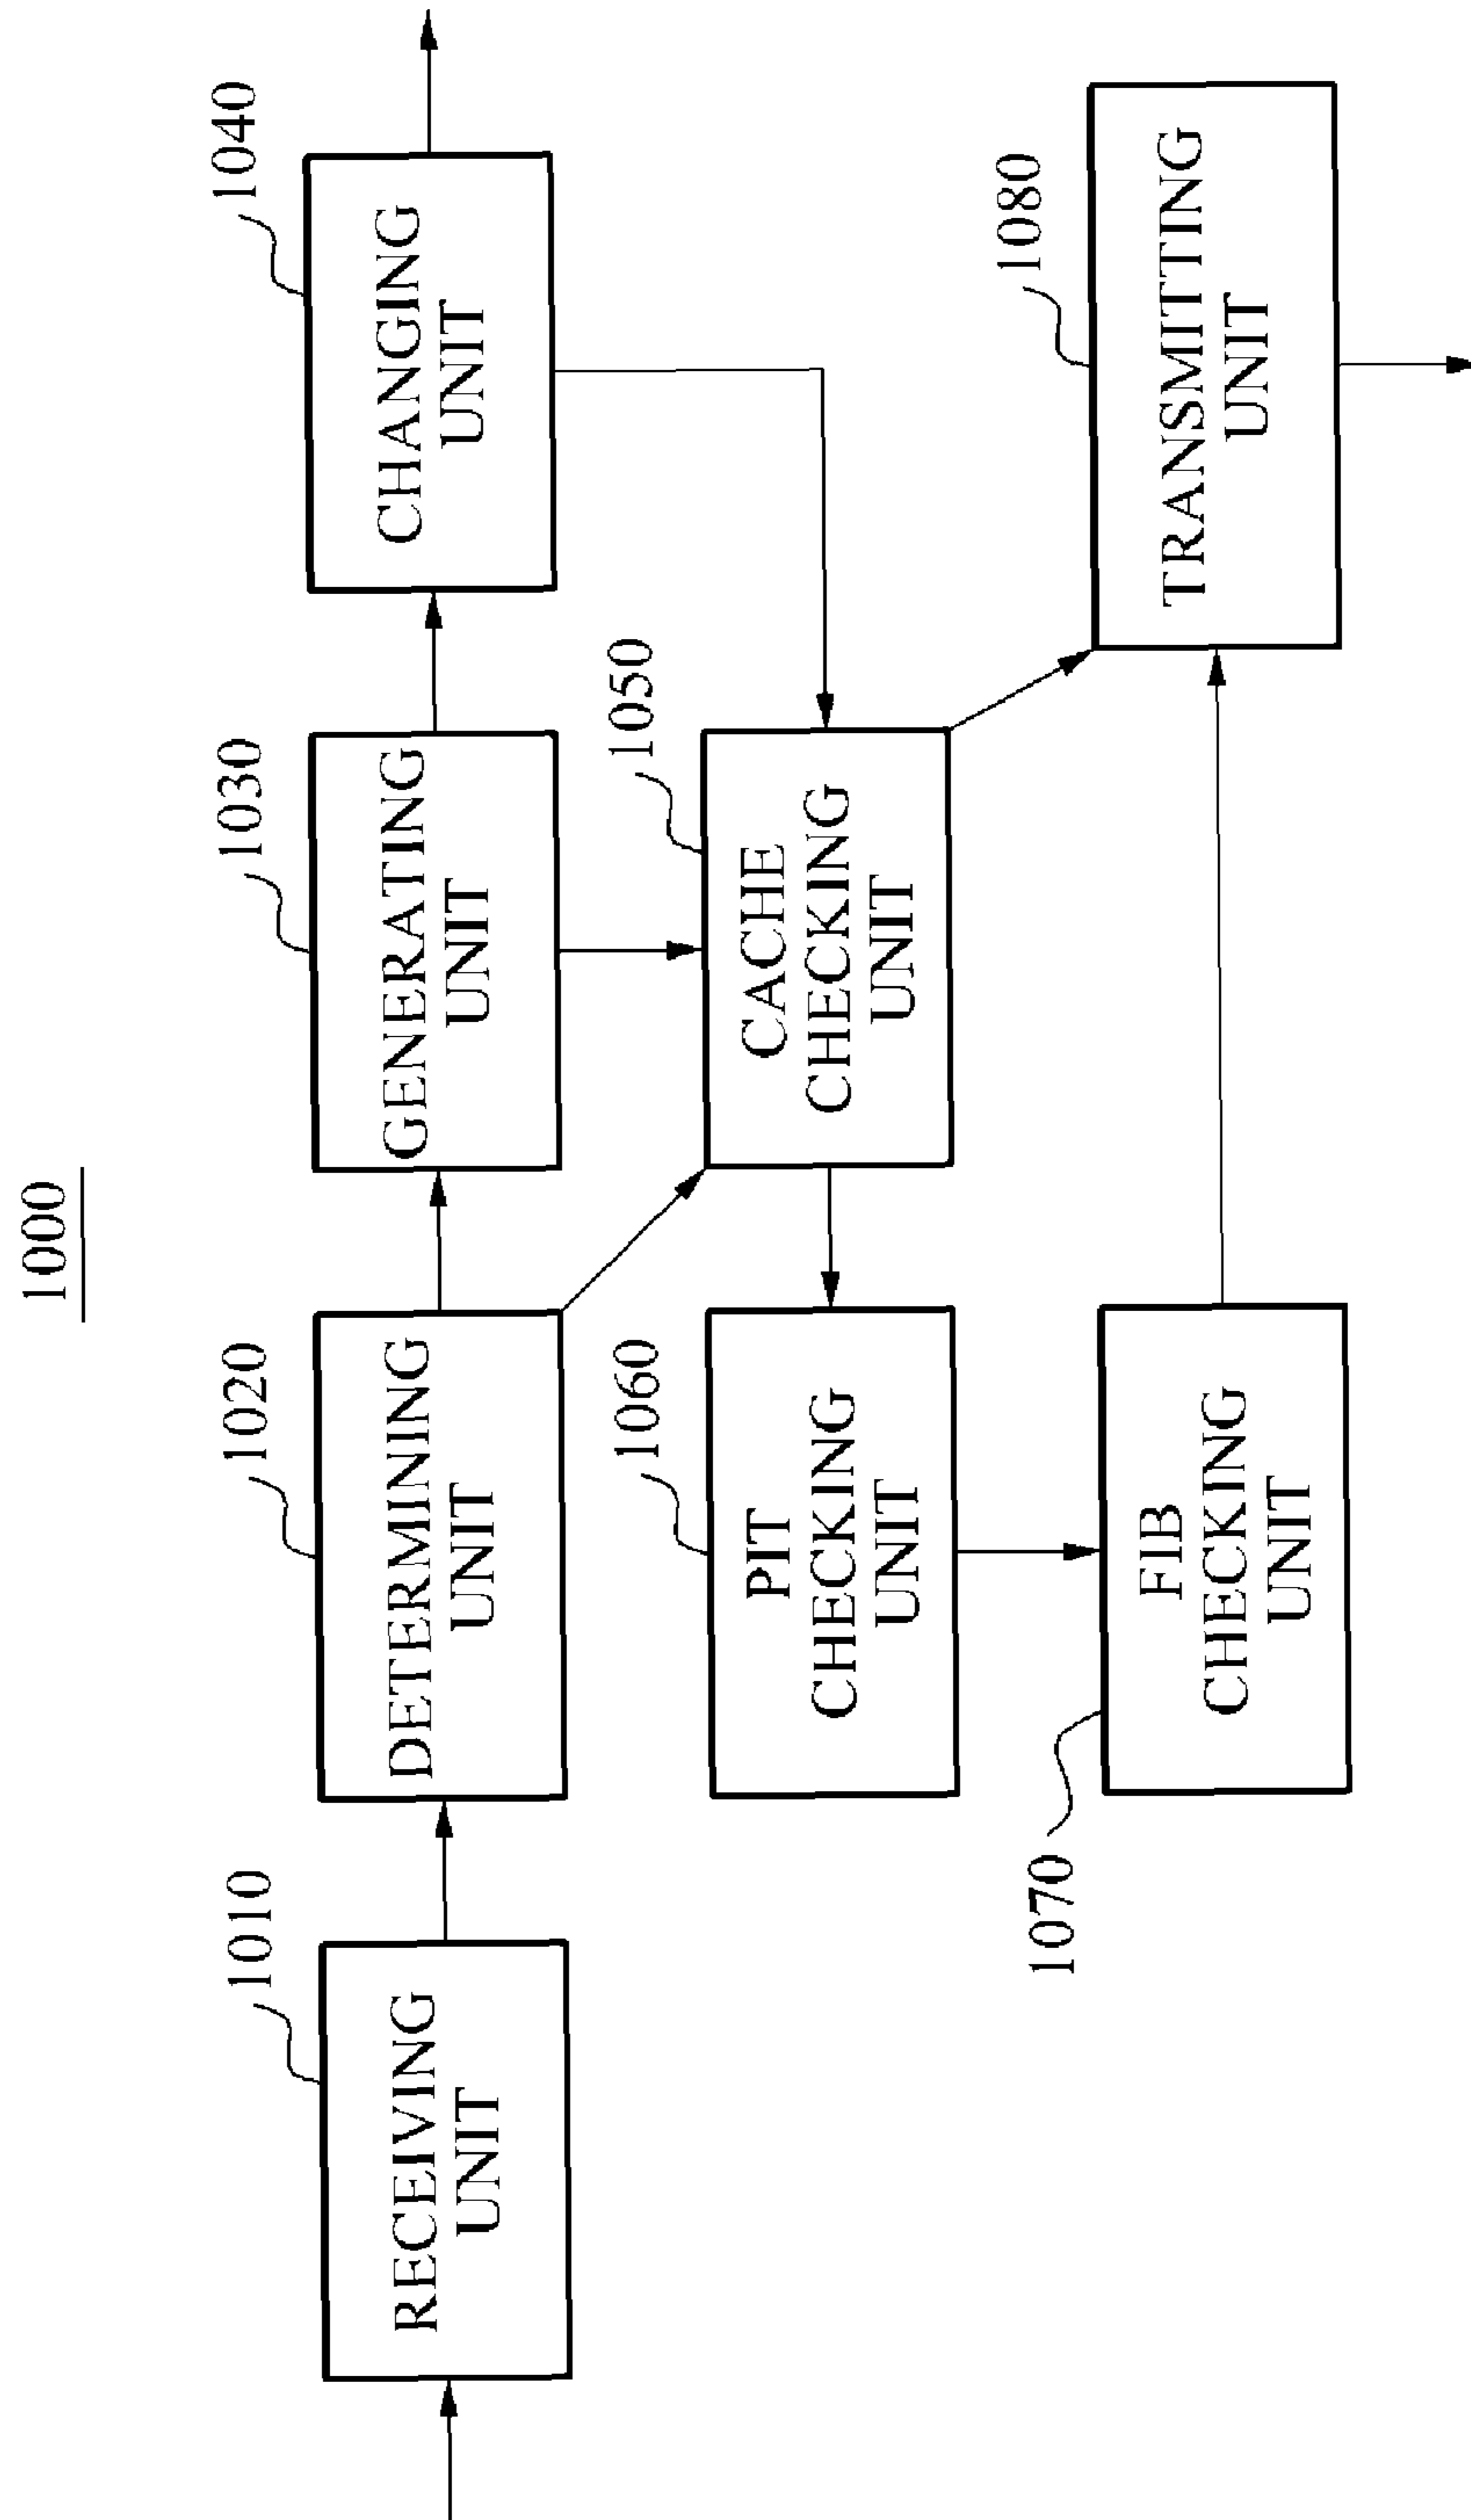 1000
1010
RECEIVING
UNIT
1020
DETERMINING
UNIT
1030
GENERATING
UNIT
1040
CHANGING
UNIT
1060
PIT
CHECKING
UNIT
1050
CACHE
CHECKING
UNIT
1070
FIB
CHECKING
UNIT
1080
TRANSMITTING
UNIT